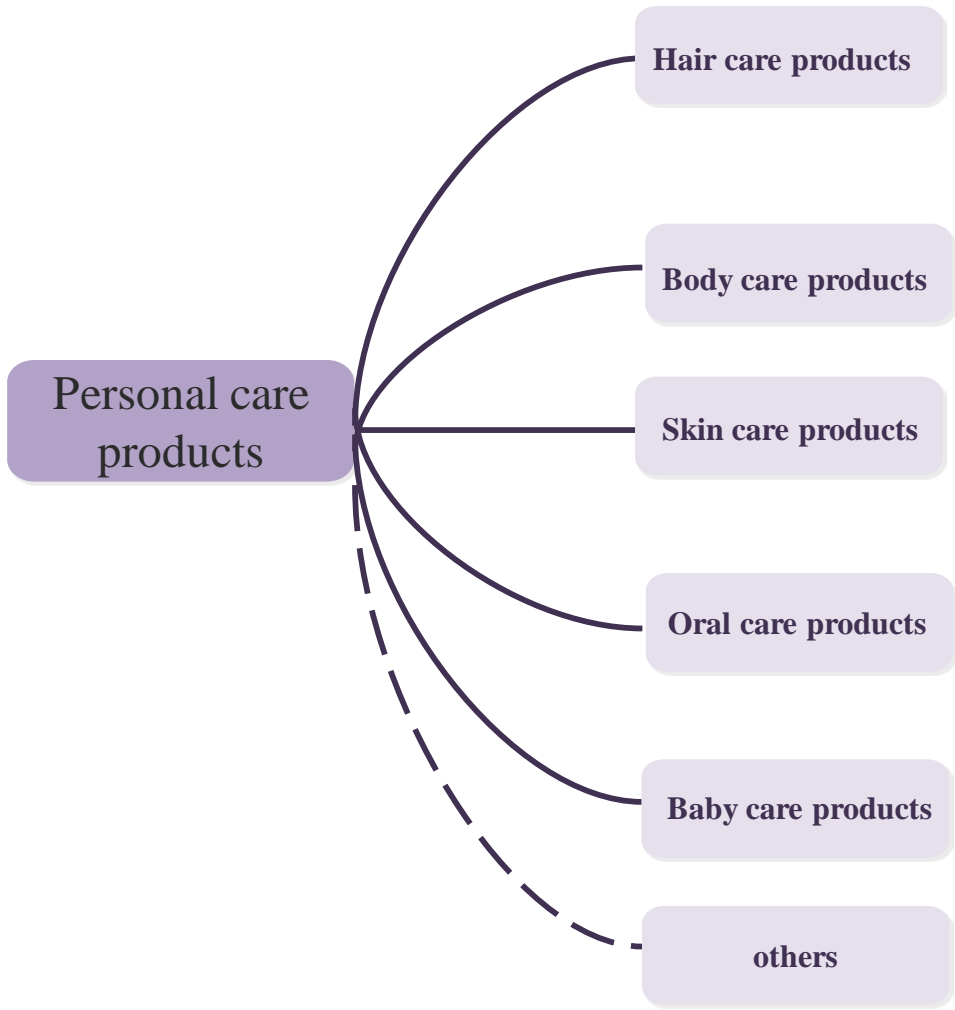 Hair care products
Body care products
Personal care
products
Skin care products
Oral care products
Baby care products
others